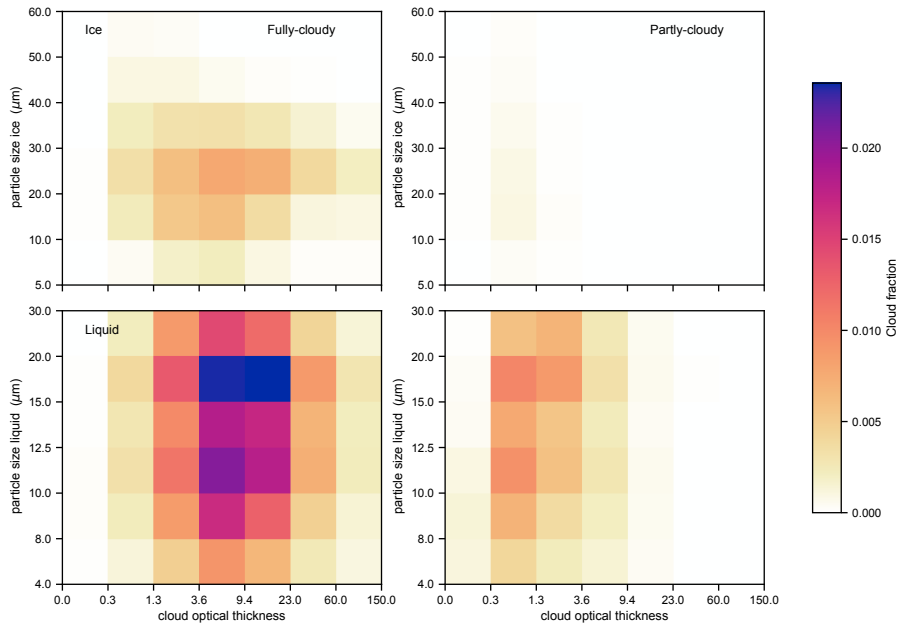 60.0
50.0
40.0
30.0
20.0
10.0
5.0
particle size ice (μm)
Ice
Fully-cloudy
60.0
50.0
40.0
30.0
20.0
10.0
5.0
particle size ice (μm)
Partly-cloudy
30.0
20.0
15.0
12.5
10.0
8.0
4.0
particle size liquid (μm)
Liquid
0.0 0.3 1.3 3.6 9.4 23.0 60.0 150.0
cloud optical thickness
30.0
20.0
15.0
12.5
10.0
8.0
4.0
particle size liquid (μm)
0.0 0.3 1.3 3.6 9.4 23.0 60.0 150.0
cloud optical thickness
0.020
0.015
0.010
0.005
0.000
Cloud fraction